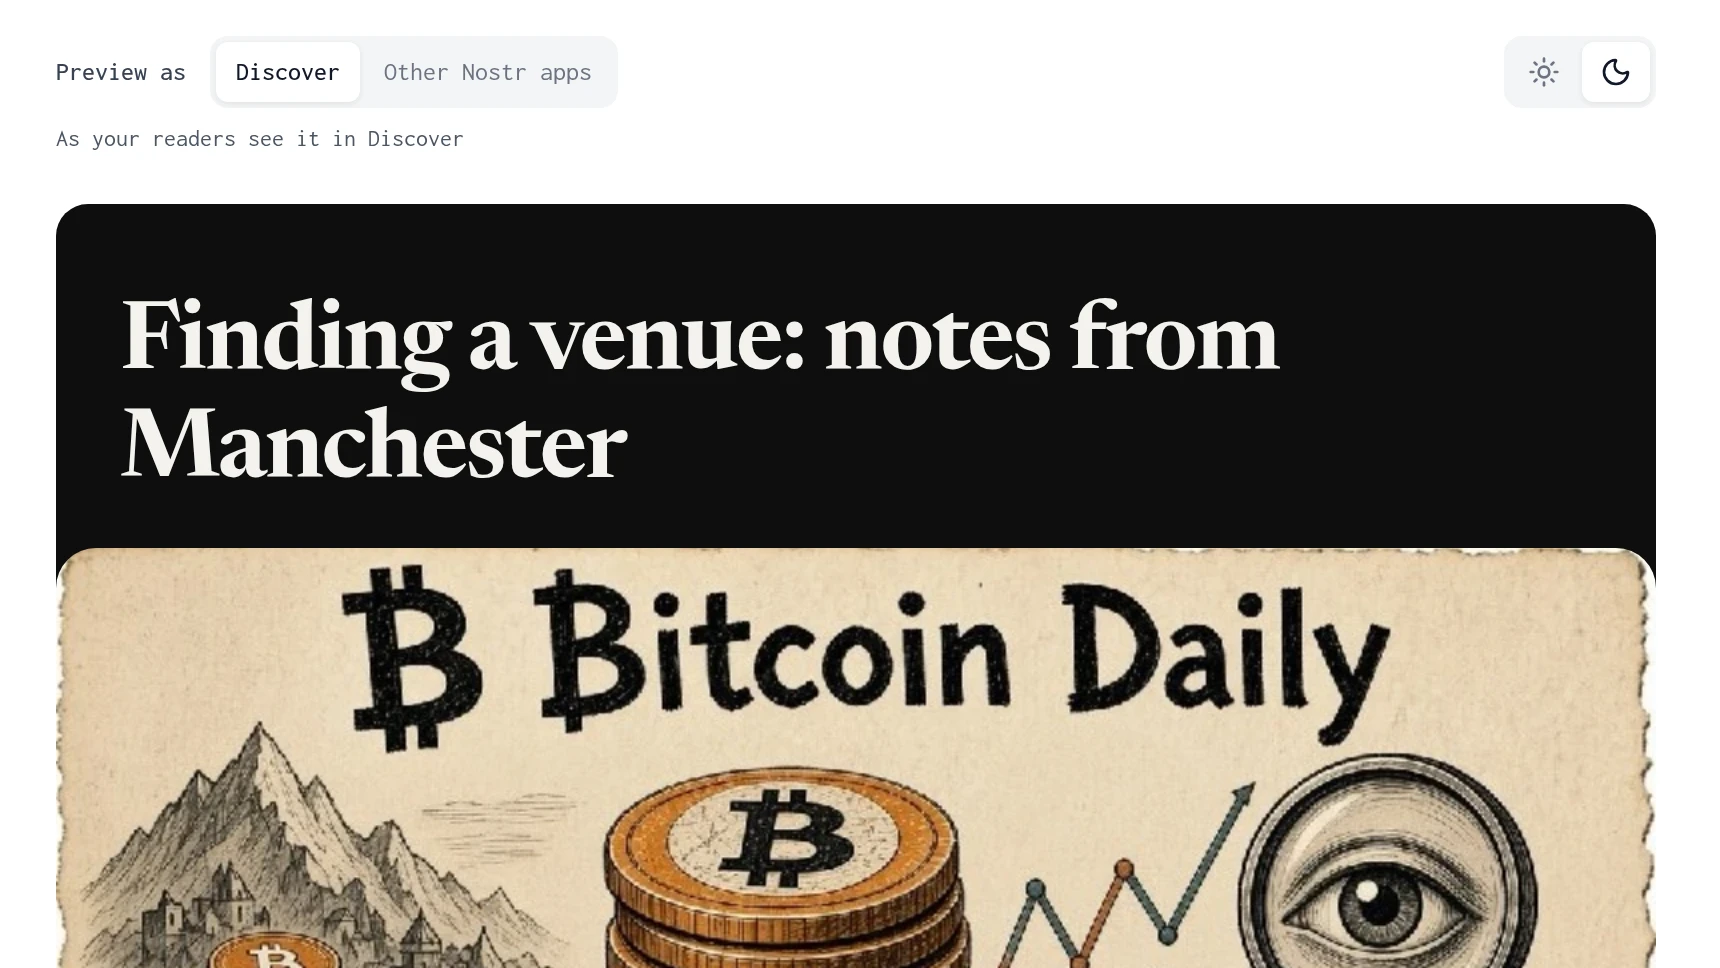 Preview as
Discover
Other Nostr apps
As your readers see it in Discover
Finding a venue: notes from
Manchester
₿ ₿itcoin Daily
₿
₿